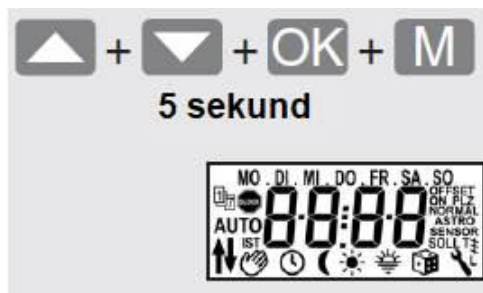 + + OK + M
5 sekund
MO . DI . MI . DO . FR . SA . SO
OFFSET
ON PLZ
NORMAL
AUTO 88:88 ASTRO
SENSOR
IST SOLL T±